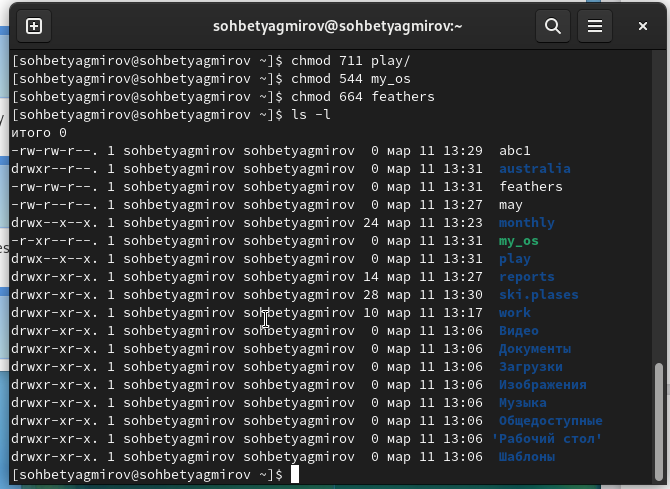 sohbetyagmirov@sohbetyagmirov:~
[sohbetyagmirov@sohbetyagmirov ~]$ chmod 711 play/
[sohbetyagmirov@sohbetyagmirov ~]$ chmod 544 my_os
[sohbetyagmirov@sohbetyagmirov ~]$ chmod 664 feathers
[sohbetyagmirov@sohbetyagmirov ~]$ ls -l
итого 0
-rw-rw-r--. 1 sohbetyagmirov sohbetyagmirov  0 мар 11 13:29  abc1
drwxr--r--. 1 sohbetyagmirov sohbetyagmirov  0 мар 11 13:31  australia
-rw-rw-r--. 1 sohbetyagmirov sohbetyagmirov  0 мар 11 13:31  feathers
-rw-r--r--. 1 sohbetyagmirov sohbetyagmirov  0 мар 11 13:27  may
drwx--x--x. 1 sohbetyagmirov sohbetyagmirov 24 мар 11 13:23  monthly
-r-xr--r--. 1 sohbetyagmirov sohbetyagmirov  0 мар 11 13:31  my_os
drwx--x--x. 1 sohbetyagmirov sohbetyagmirov  0 мар 11 13:31  play
drwxr-xr-x. 1 sohbetyagmirov sohbetyagmirov 14 мар 11 13:27  reports
drwxr-xr-x. 1 sohbetyagmirov sohbetyagmirov 28 мар 11 13:30  ski.plases
drwxr-xr-x. 1 sohbetyagmirov sohbetyagmirov 10 мар 11 13:17  work
drwxr-xr-x. 1 sohbetyagmirov sohbetyagmirov  0 мар 11 13:06  Видео
drwxr-xr-x. 1 sohbetyagmirov sohbetyagmirov  0 мар 11 13:06  Документы
drwxr-xr-x. 1 sohbetyagmirov sohbetyagmirov  0 мар 11 13:06  Загрузки
drwxr-xr-x. 1 sohbetyagmirov sohbetyagmirov  0 мар 11 13:06  Изображения
drwxr-xr-x. 1 sohbetyagmirov sohbetyagmirov  0 мар 11 13:06  Музыка
drwxr-xr-x. 1 sohbetyagmirov sohbetyagmirov  0 мар 11 13:06  Общедоступные
drwxr-xr-x. 1 sohbetyagmirov sohbetyagmirov  0 мар 11 13:06 'Рабочий стол'
drwxr-xr-x. 1 sohbetyagmirov sohbetyagmirov  0 мар 11 13:06  Шаблоны
[sohbetyagmirov@sohbetyagmirov ~]$